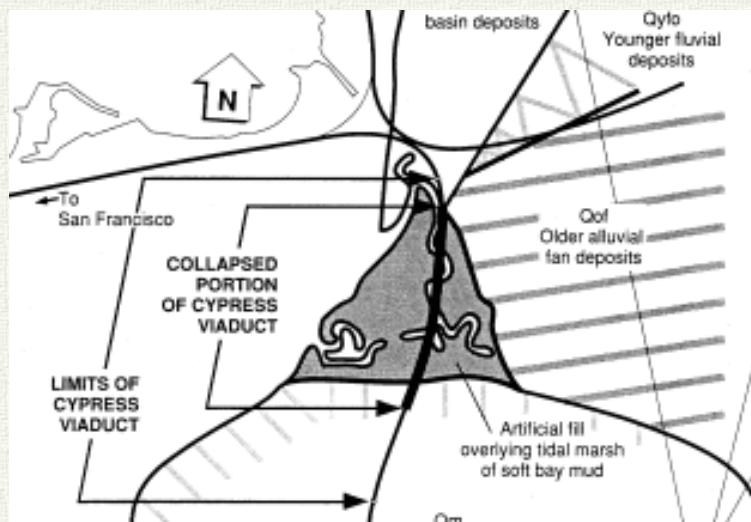 basin deposits
Qyfo
Younger fluvial
deposits
N
To
San Francisco
Qof
Older alluvial
fan deposits
COLLAPSED
PORTION
OF CYPRESS
VIADUCT
LIMITS OF
CYPRESS
VIADUCT
Artificial fill
overlying tidal marsh
of soft bay mud
Qm